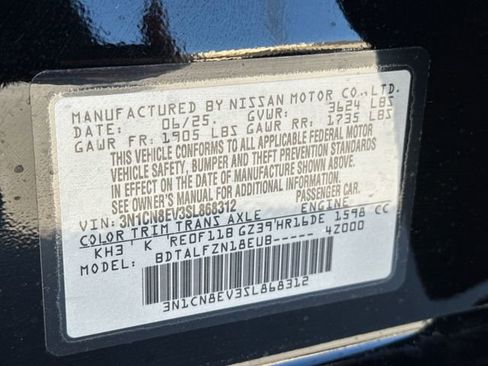 MANUFACTURED BY NISSAN MOTOR CO., LTD.
DATE: 06/25. GVWR: 3624 LBS
GAWR FR: 1905 LBS GAWR RR: 1735 LBS
THIS VEHICLE CONFORMS TO ALL APPLICABLE FEDERAL MOTOR
VEHICLE SAFETY, BUMPER AND THEFT PREVENTION STANDARDS
IN EFFECT ON THE DATE OF MANUFACTURE SHOWN ABOVE.
SEE OWNER'S MANUAL FOR ADDITIONAL INFORMATION.
VIN: 3N1CN8EV3SL868312 PASSENGER CAR.
COLOR TRIM TRANS AXLE
KH3 K RE0F11B GZ39 HR16DE 1598 CC
MODEL: BDTALFZN18EUB----- 4Z000
3N1CN8EV3SL868312